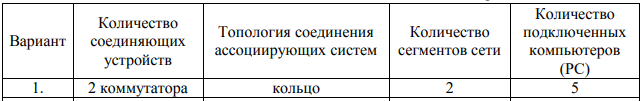 Вариант
Количество
соединяющих
устройств
Топология соединения
ассоциирующих систем
Количество
сегментов сети
Количество
подключенных
компьютеров
(РС)
1.
2 коммутатора
кольцо
2
5